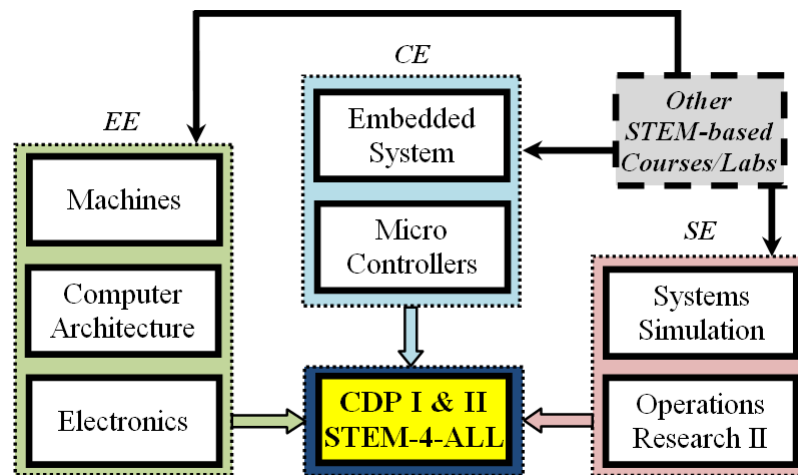 CE
Other
STEM-based
Courses/Labs
EE
Embedded
System
Machines
Micro
Controllers
SE
Computer
Architecture
Systems
Simulation
Electronics
CDP I & II
STEM-4-ALL
Operations
Research II